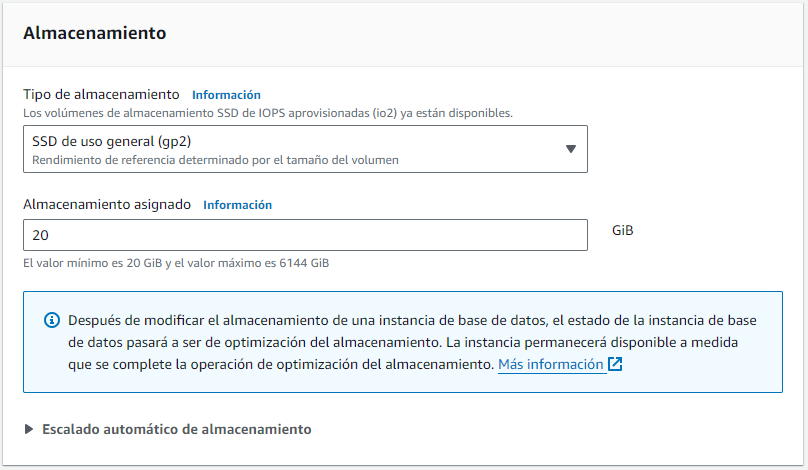 Almacenamiento
Tipo de almacenamiento Información
Los volúmenes de almacenamiento SSD de IOPS aprovisionadas (io2) ya están disponibles.
SSD de uso general (gp2)
Rendimiento de referencia determinado por el tamaño del volumen
Almacenamiento asignado Información
20
GiB
El valor mínimo es 20 GiB y el valor máximo es 6144 GiB
Después de modificar el almacenamiento de una instancia de base de datos, el estado de la instancia de base
de datos pasará a ser de optimización del almacenamiento. La instancia permanecerá disponible a medida
que se complete la operación de optimización del almacenamiento. Más información
Escalado automático de almacenamiento